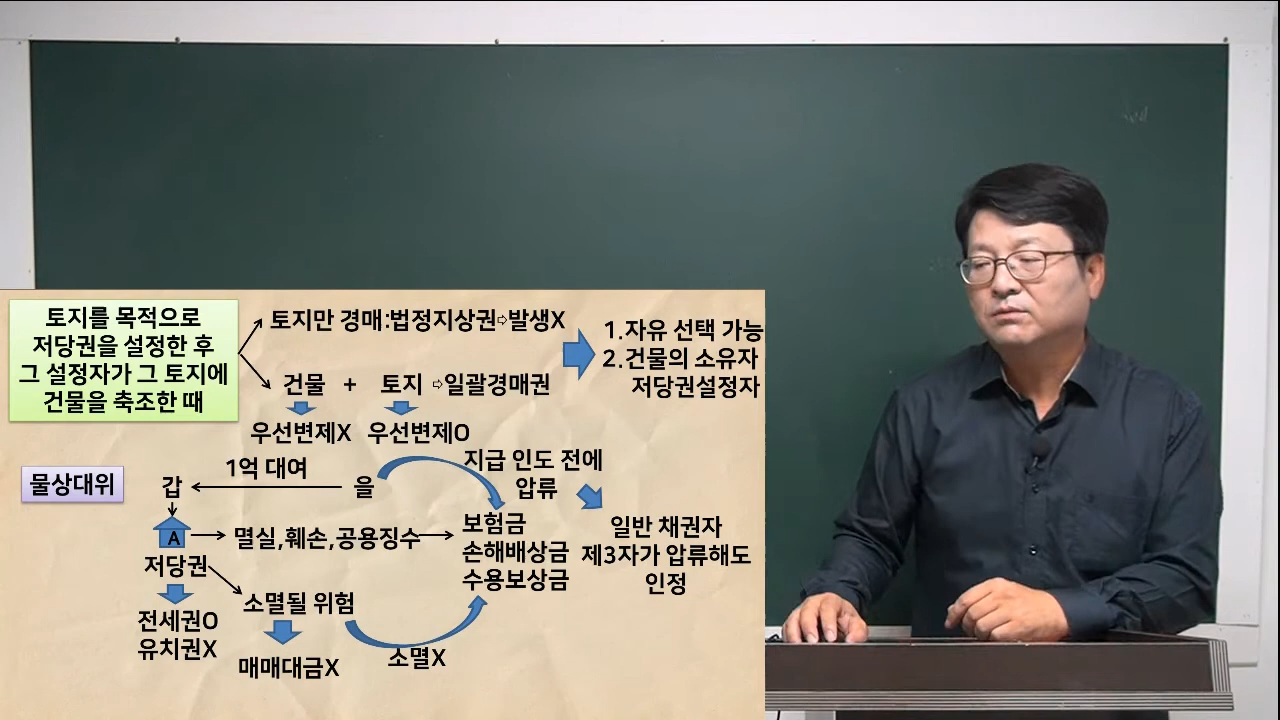 토지를 목적으로
저당권을 설정한 후
그 설정자가 그 토지에
건물을 축조한 때
토지만 경매:법정지상권⇨발생X
건물 + 토지 ⇨일괄경매권
우선변제X 우선변제O
1.자유 선택 가능
2.건물의 소유자
저당권설정자
물상대위
갑
1억 대여
을
지급 인도 전에
압류
A
멸실,훼손,공용징수
보험금
손해배상금
수용보상금
일반 채권자
제3자가 압류해도
인정
저당권
소멸될 위험
전세권O
유치권X
매매대금X
소멸X